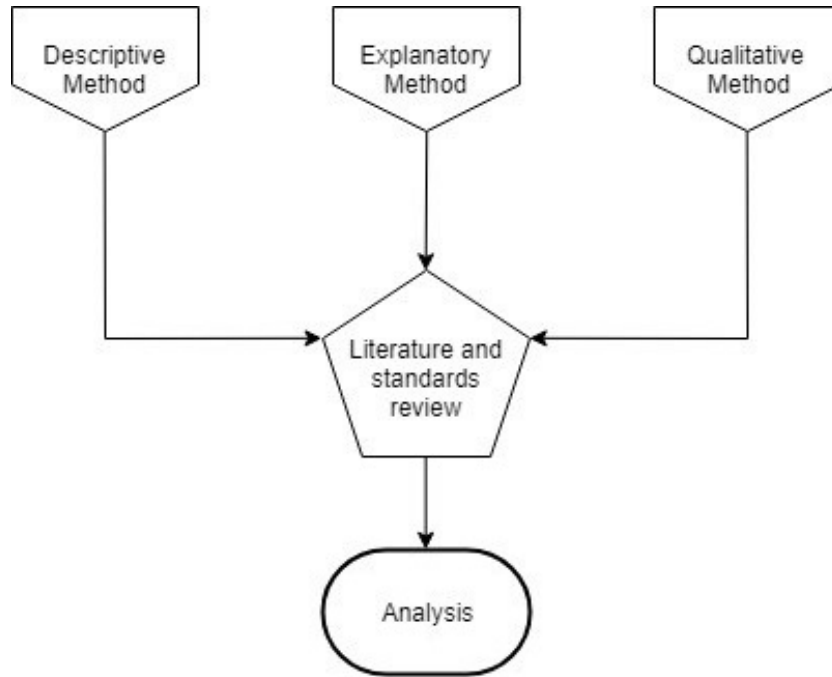 Descriptive
Method
Explanatory
Method
Qualitative
Method
Literature and
standards
review
Analysis